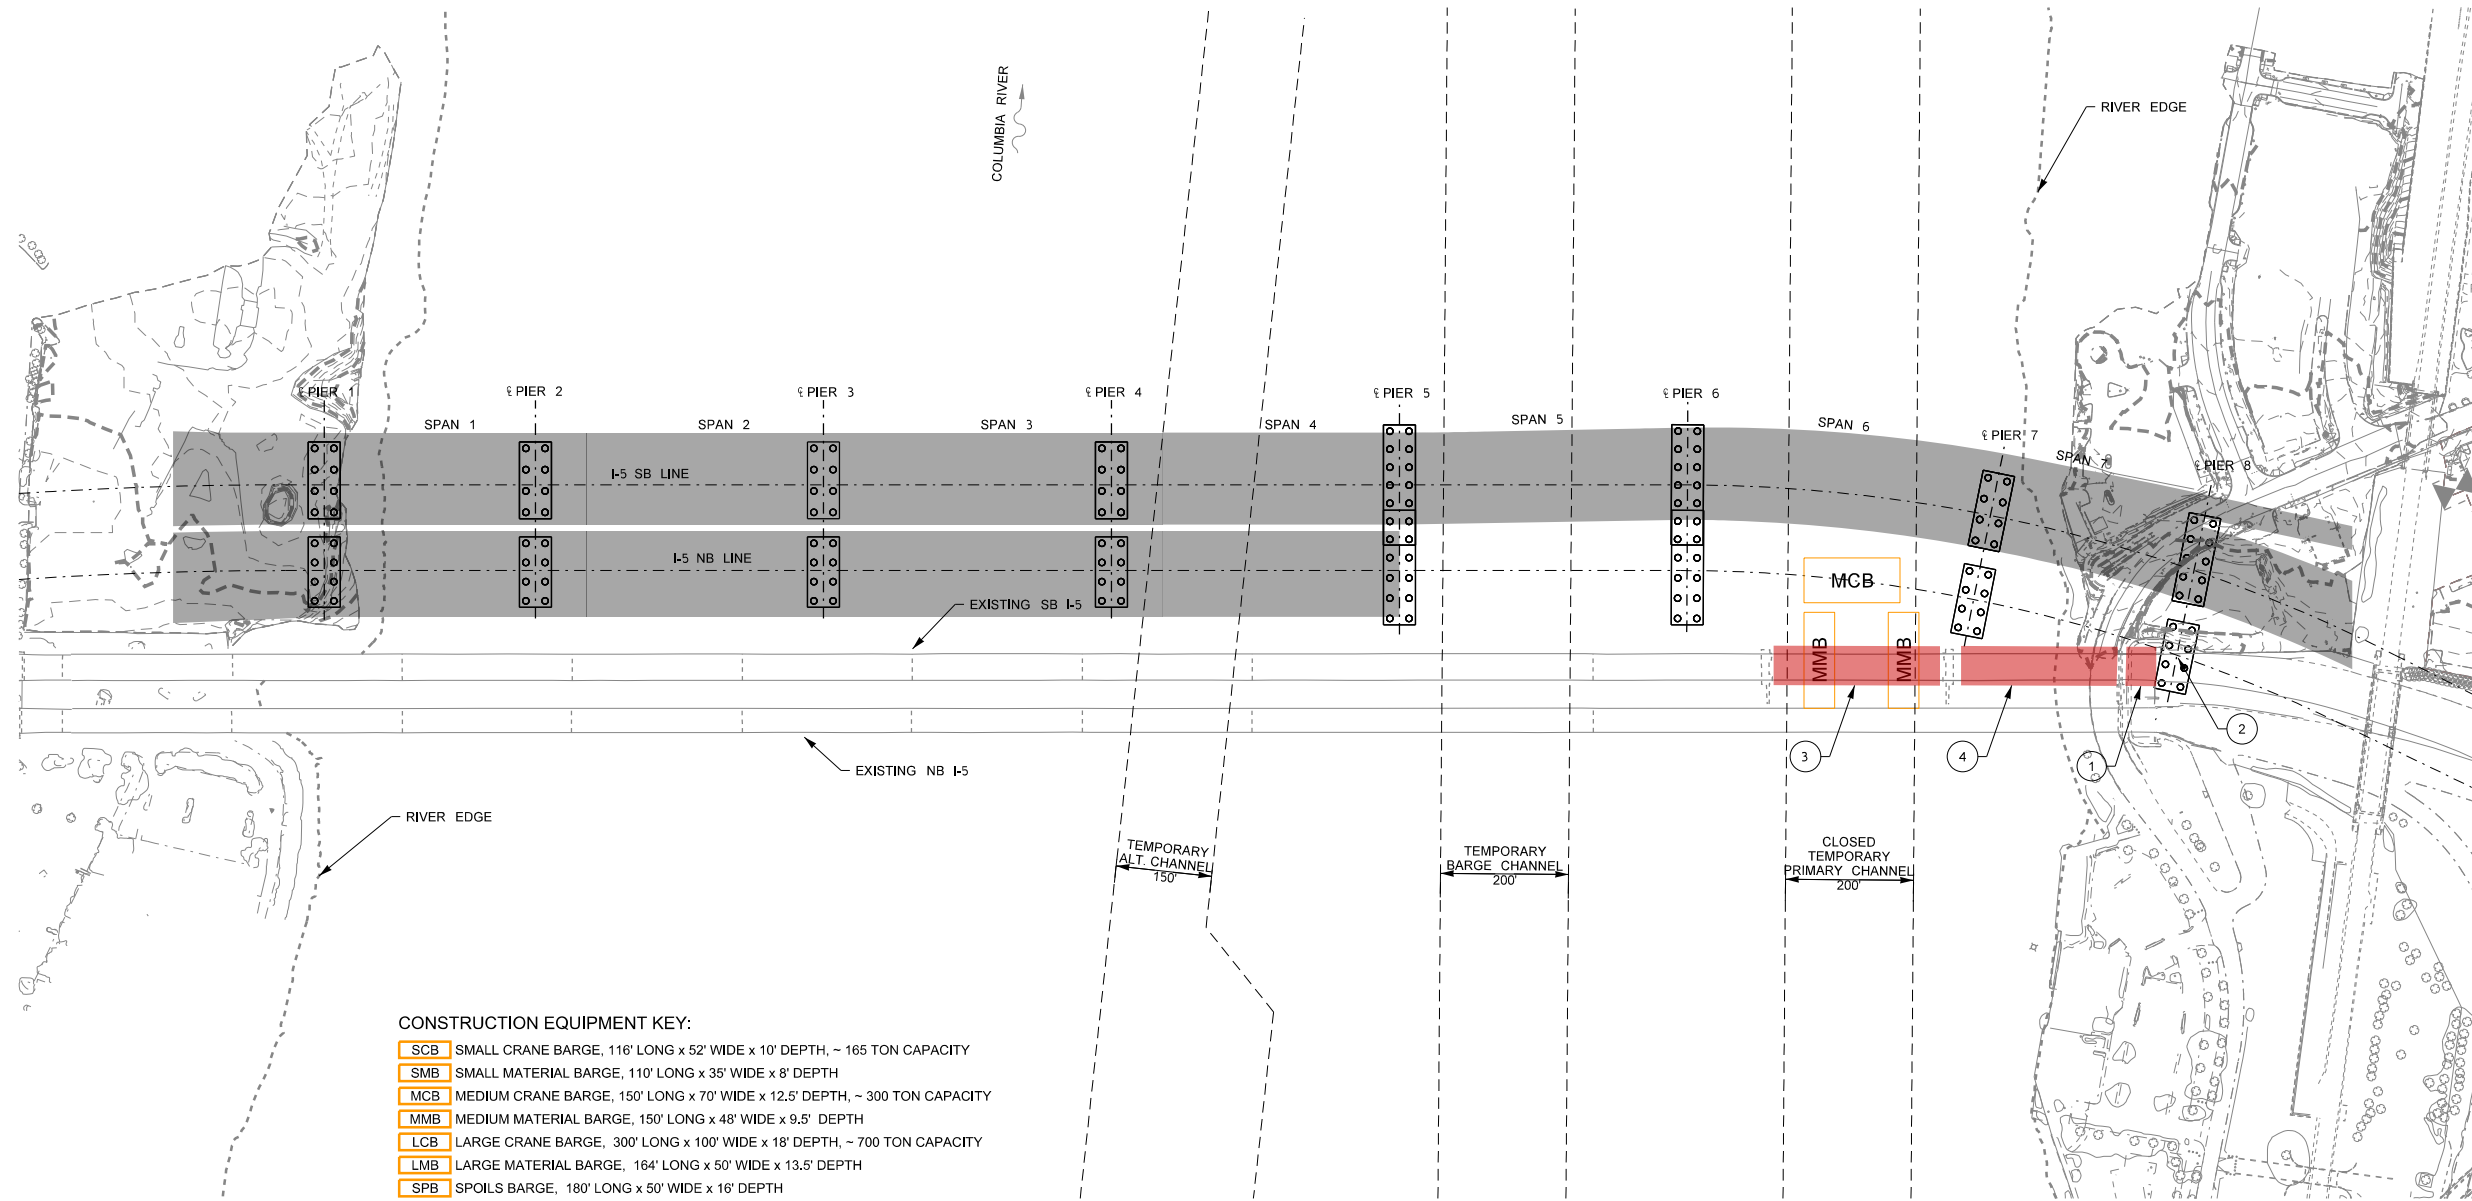 COLUMBIA RIVER
RIVER EDGE
℄ PIER 1
℄ PIER 2
℄ PIER 3
℄ PIER 4
℄ PIER 5
℄ PIER 6
℄ PIER 7
℄ PIER 8
SPAN 1
SPAN 2
SPAN 3
SPAN 4
SPAN 5
SPAN 6
SPAN 7
I-5 SB LINE
I-5 NB LINE
EXISTING SB I-5
EXISTING NB I-5
MCB
MMB
MMB
3
4
1
2
RIVER EDGE
TEMPORARY
ALT. CHANNEL
150'
TEMPORARY
BARGE CHANNEL
200'
CLOSED
TEMPORARY
PRIMARY CHANNEL
200'
CONSTRUCTION EQUIPMENT KEY:
SCB SMALL CRANE BARGE, 116' LONG x 52' WIDE x 10' DEPTH, ~ 165 TON CAPACITY
SMB SMALL MATERIAL BARGE, 110' LONG x 35' WIDE x 8' DEPTH
MCB MEDIUM CRANE BARGE, 150' LONG x 70' WIDE x 12.5' DEPTH, ~ 300 TON CAPACITY
MMB MEDIUM MATERIAL BARGE, 150' LONG x 48' WIDE x 9.5' DEPTH
LCB LARGE CRANE BARGE, 300' LONG x 100' WIDE x 18' DEPTH, ~ 700 TON CAPACITY
LMB LARGE MATERIAL BARGE, 164' LONG x 50' WIDE x 13.5' DEPTH
SPB SPOILS BARGE, 180' LONG x 50' WIDE x 16' DEPTH